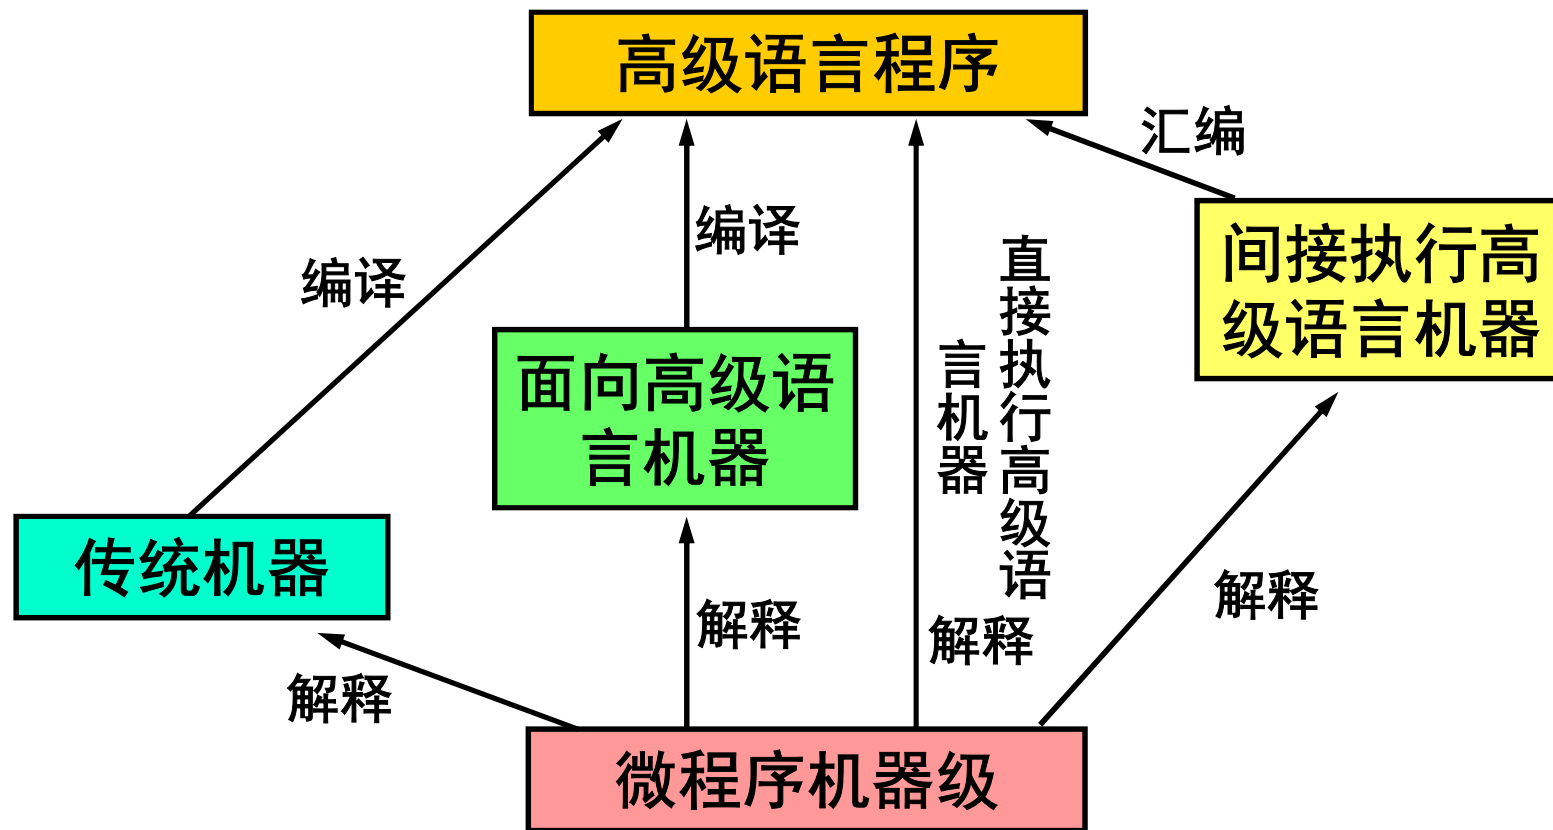 高级语言程序
汇编
编译
编译
间接执行高
级语言机器
直接执行高级语
言机器
面向高级语
言机器
传统机器
解释
解释
解释
解释
微程序机器级